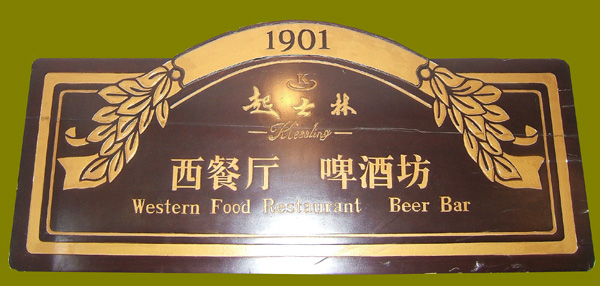 1901
K
起士林
Kiessling
西餐厅 啤酒坊
Western Food Restaurant Beer Bar